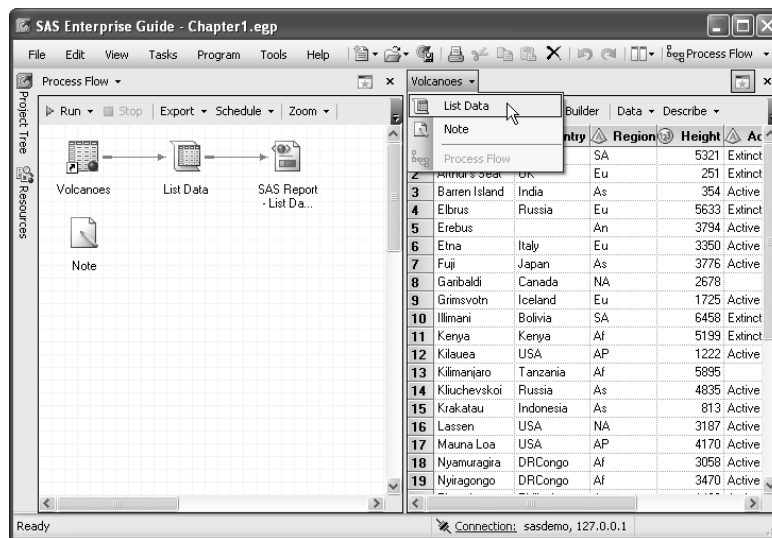 SAS Enterprise Guide - Chapter1.egp
File Edit View Tasks Program Tools Help Process Flow
Process Flow
Volcanoes
Project Tree
Resources
Run Stop Export Schedule Zoom
List Data
Note
Process Flow
Builder Data Describe
Volcanoes
List Data
SAS Report - List Da...
Note
ntry Region Height Ac
SA 5321 Extinct
2 Arthur's Seat UK Eu 251 Extinct
3 Barren Island India As 354 Active
4 Elbrus Russia Eu 5633 Extinct
5 Erebus An 3794 Active
6 Etna Italy Eu 3350 Active
7 Fuji Japan As 3776 Active
8 Garibaldi Canada NA 2678
9 Grimsvotn Iceland Eu 1725 Active
10 Illimani Bolivia SA 6458 Extinct
11 Kenya Kenya Af 5199 Extinct
12 Kilauea USA AP 1222 Active
13 Kilimanjaro Tanzania Af 5895
14 Kliuchevskoi Russia As 4835 Active
15 Krakatau Indonesia As 813 Active
16 Lassen USA NA 3187 Active
17 Mauna Loa USA AP 4170 Active
18 Nyamuragira DRCongo Af 3058 Active
19 Nyiragongo DRCongo Af 3470 Active
Ready
Connection: sasdemo, 127.0.0.1